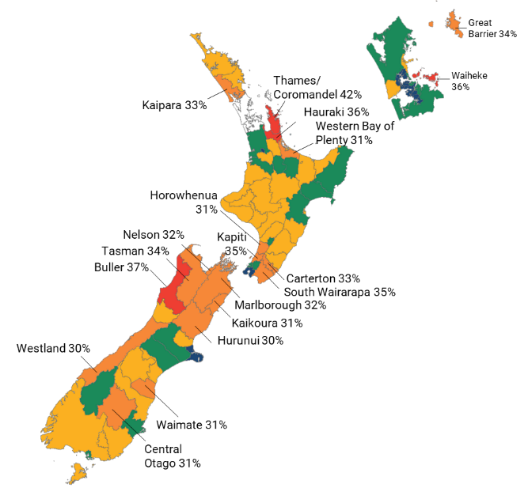 Great
Barrier 34%
Waiheke
36%
Thames/
Coromandel 42%
Kaipara 33%
Hauraki 36%
Western Bay of
Plenty 31%
Horowhenua
31%
Nelson 32%
Kapiti
35%
Tasman 34%
Buller 37%
Carterton 33%
South Wairarapa 35%
Marlborough 32%
Kaikoura 31%
Hurunui 30%
Westland 30%
Waimate 31%
Central
Otago 31%